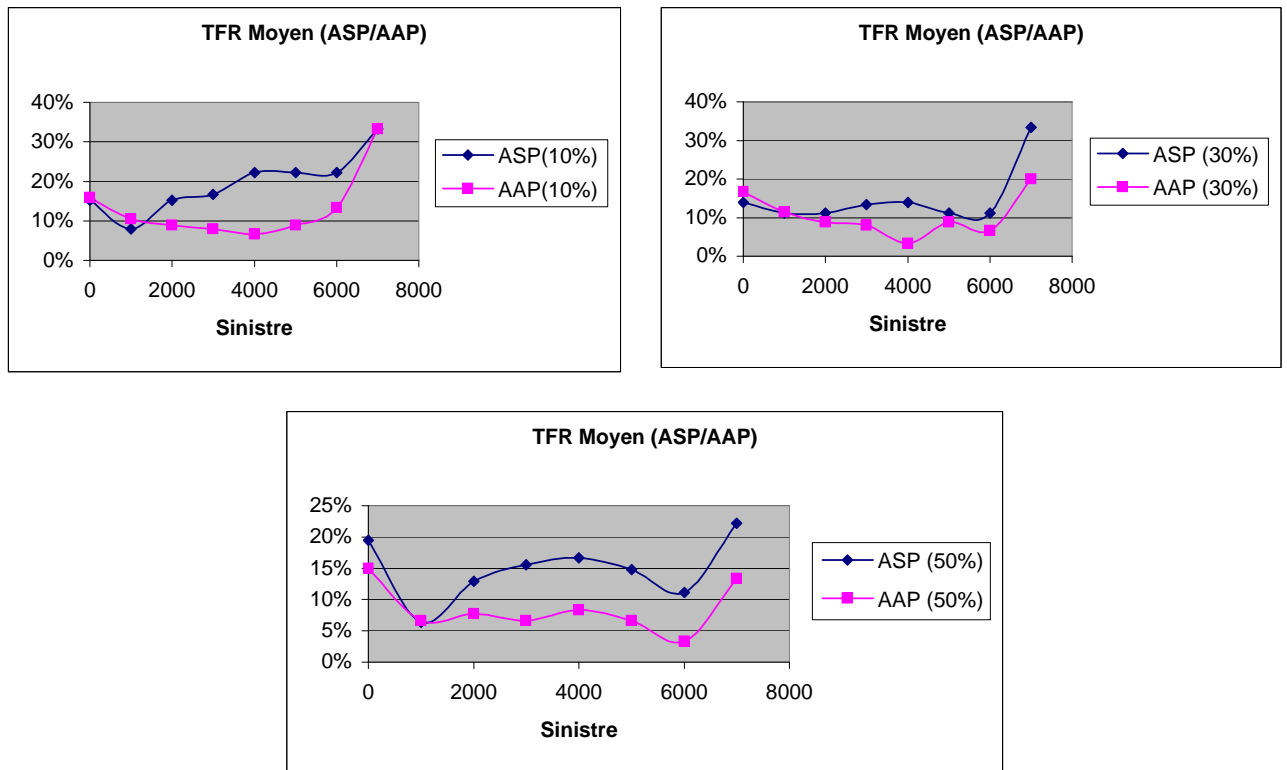 TFR Moyen (ASP/AAP)
40%
30%
20%
10%
0%
0 2000 4000 6000 8000
Sinistre
ASP(10%)
AAP(10%)
TFR Moyen (ASP/AAP)
40%
30%
20%
10%
0%
0 2000 4000 6000 8000
Sinistre
ASP (30%)
AAP (30%)
TFR Moyen (ASP/AAP)
25%
20%
15%
10%
5%
0%
0 2000 4000 6000 8000
Sinistre
ASP (50%)
AAP (50%)